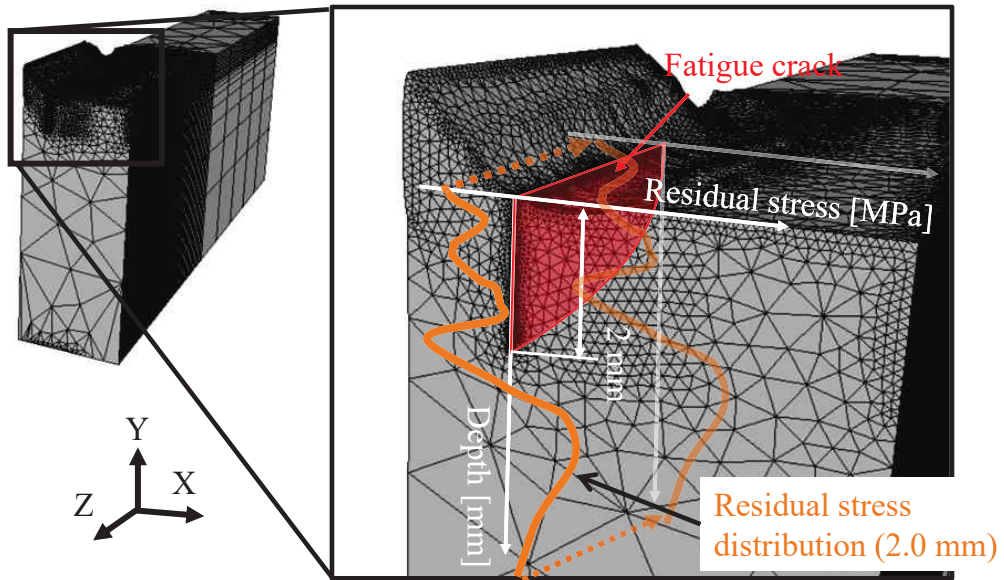 Fatigue crack
Residual stress [MPa]
2 mm
Depth [mm]
Y
X
Z
Residual stress
distribution (2.0 mm)